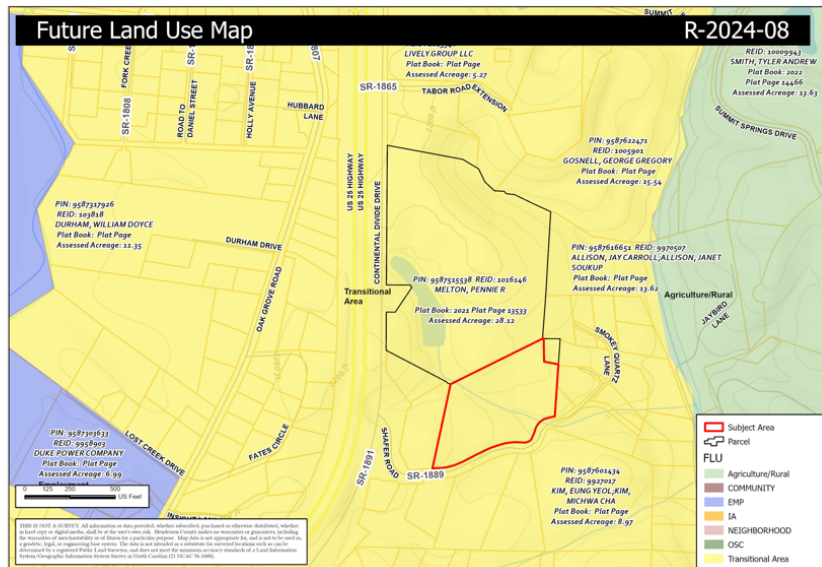 Future Land Use Map
R-2024-08
SUMMIT
LIVELY GROUP LLC
Plat Book: Plat Page
Assessed Acreage: 5.27
REID: 10009943
SMITH, TYLER ANDREW
Plat Book: 2022
Plat Page 14466
Assessed Acreage: 13.63
SUMMIT SPRINGS DRIVE
FORK CREEK
SR-1808
ROAD TO
DANIEL STREET
HOLLY AVENUE
HUBBARD
LANE
SR-1865
TABOR ROAD EXTENSION
PIN: 9587622471
REID: 1005901
GOSNELL, GEORGE GREGORY
Plat Book: Plat Page
Assessed Acreage: 15.54
US 25 HIGHWAY
US 25 HIGHWAY
CONTINENTAL DIVIDE DRIVE
PIN: 9587317926
REID: 103818
DURHAM, WILLIAM DOYCE
Plat Book: Plat Page
Assessed Acreage: 11.35
DURHAM DRIVE
OAK GROVE ROAD
PIN: 9587616651 REID: 9970507
ALLISON, JAY CARROLL;ALLISON, JANET
SOUKUP
Plat Book: Plat Page
Assessed Acreage: 13.62
PIN: 9587515538 REID: 1016146
MELTON, PENNIE R
Plat Book: 2021 Plat Page 13533
Assessed Acreage: 28.12
Transitional
Area
Agriculture/Rural
JAYBIRD
LANE
SMOKEY QUARTZ
LANE
PIN: 9587303633
REID: 9958903
DUKE POWER COMPANY
Plat Book: Plat Page
Assessed Acreage: 6.99
Employment
LOST CREEK DRIVE
FATES CIRCLE
SHAFER ROAD
SR-1891
SR-1889
PIN: 9587601434
REID: 9927017
KIM, EUNG YEOL;KIM,
MICHWA CHA
Plat Book: Plat Page
Assessed Acreage: 8.97
0 125 250 500
US Feet
Subject Area
Parcel
FLU
Agriculture/Rural
COMMUNITY
EMP
IA
NEIGHBORHOOD
OSC
Transitional Area